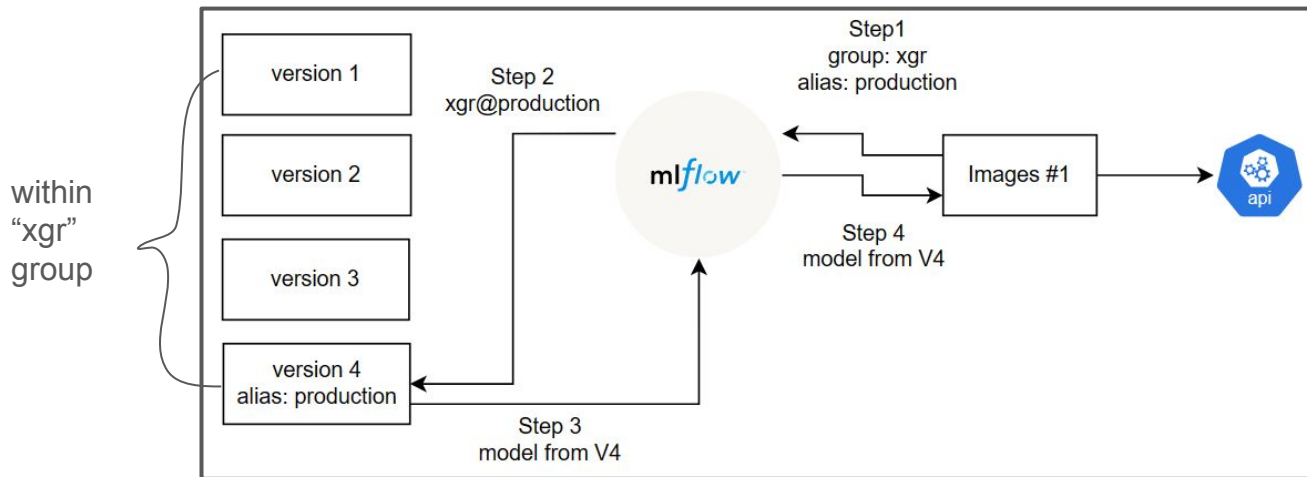 within
“xgr”
group
version 1
version 2
version 3
version 4
alias: production
Step 2
xgr@production
Step 3
model from V4
mlflow
Step1
group: xgr
alias: production
Step 4
model from V4
Images #1
api